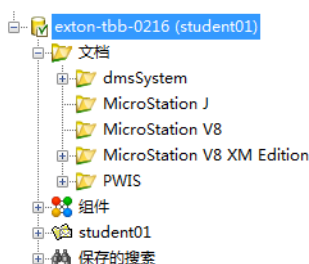 exton-tbb-0216 (student01)
文档
dmsSystem
MicroStation J
MicroStation V8
MicroStation V8 XM Edition
PWIS
组件
student01
保存的搜索